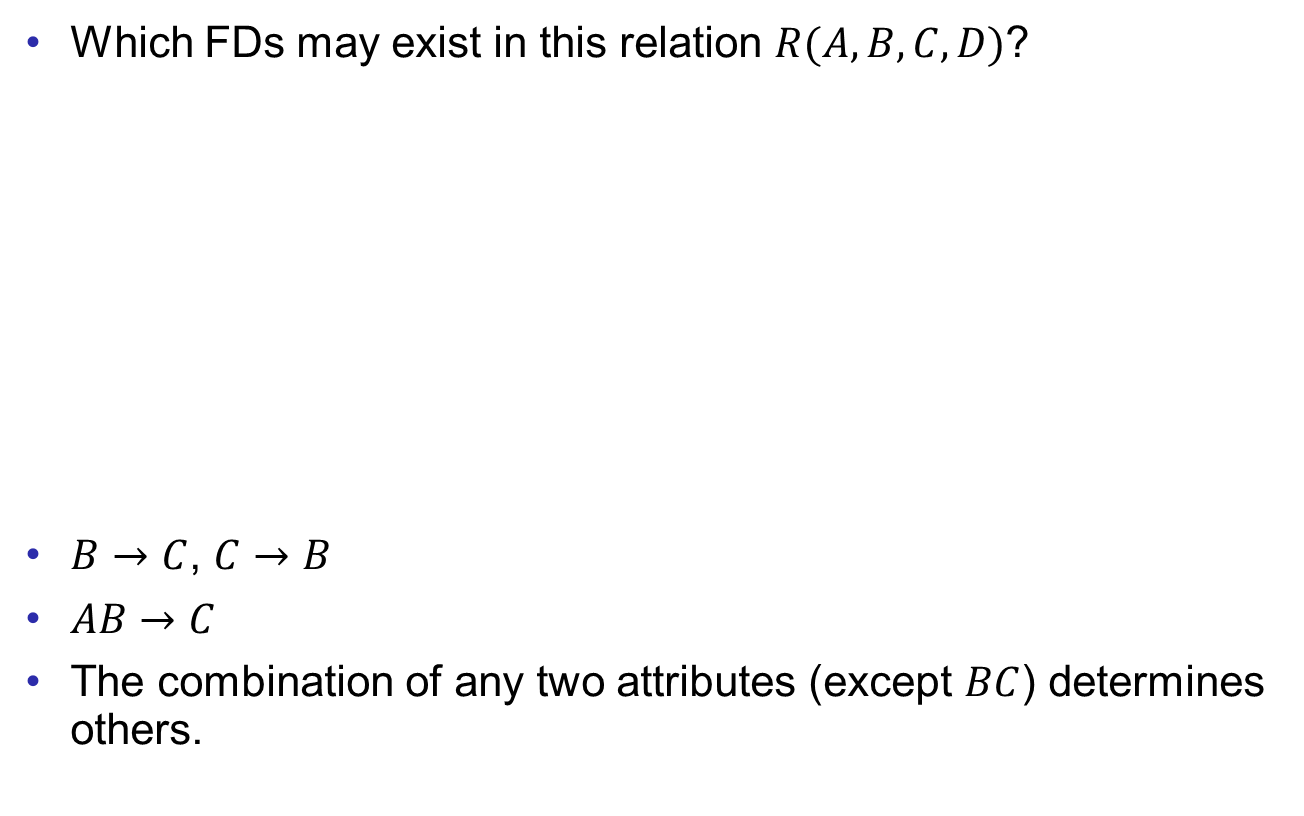 • Which FDs may exist in this relation 𝑅(𝐴, 𝐵, 𝐶, 𝐷)?
• 𝐵 → 𝐶, 𝐶 → 𝐵
• 𝐴𝐵 → 𝐶
• The combination of any two attributes (except 𝐵𝐶) determines
others.